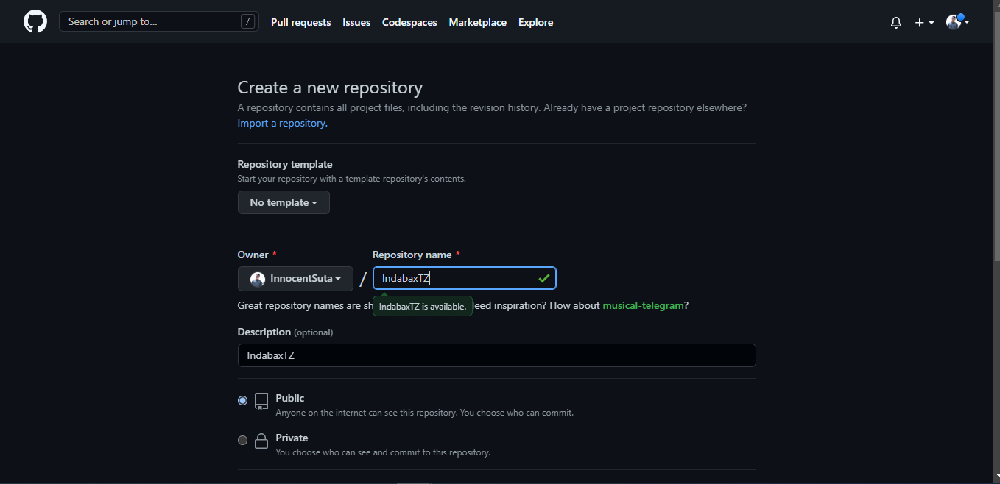 Search or jump to... /
Pull requests Issues Codespaces Marketplace Explore
Create a new repository
A repository contains all project files, including the revision history. Already have a project repository elsewhere?
Import a repository.
Repository template
Start your repository with a template repository's contents.
No template
Owner * Repository name *
InnocentSuta / IndabaxTZ
Great repository names are sh
IndabaxTZ is available.
eed inspiration? How about musical-telegram?
Description (optional)
IndabaxTZ
Public
Anyone on the internet can see this repository. You choose who can commit.
Private
You choose who can see and commit to this repository.